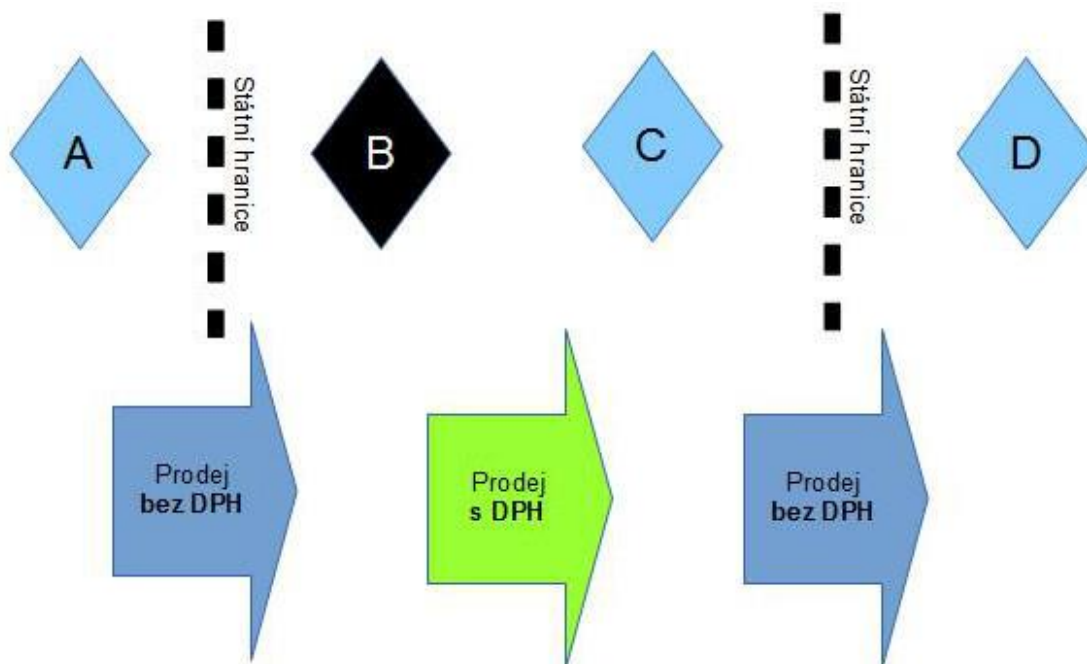 A
Státní hranice
B
C
Státní hranice
D
Prodej
bez DPH
Prodej
s DPH
Prodej
bez DPH